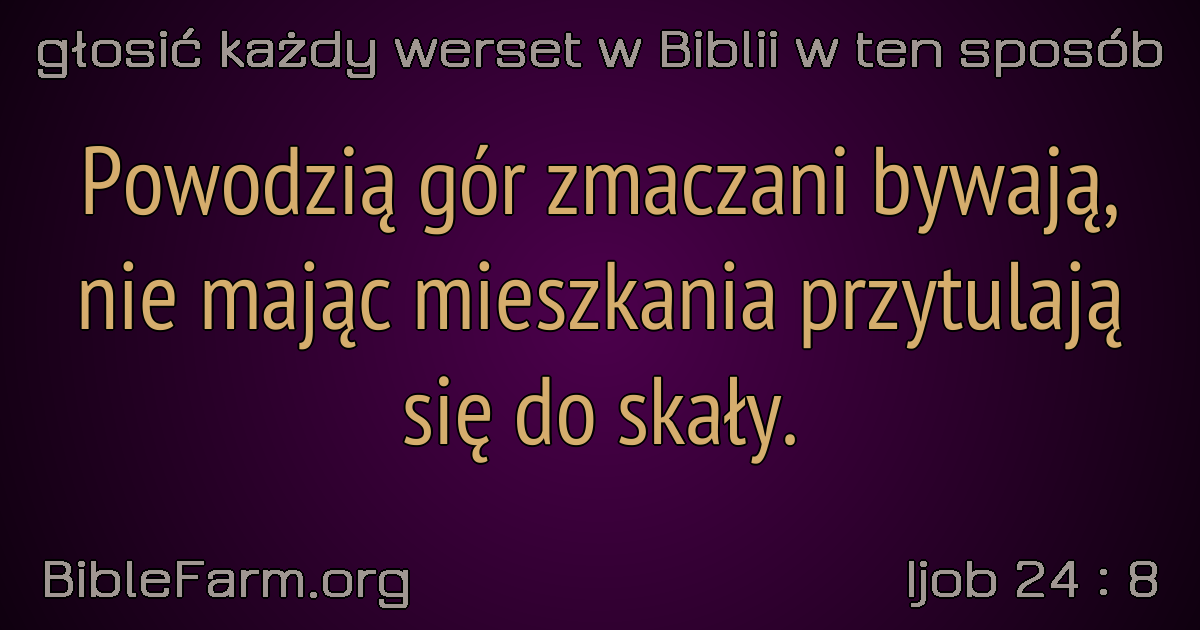 głosić każdy werset w Biblii w ten sposób
Powodzią gór zmaczani bywają,
nie mając mieszkania przytulają
się do skały.
BibleFarm.org
Ijob 24 : 8